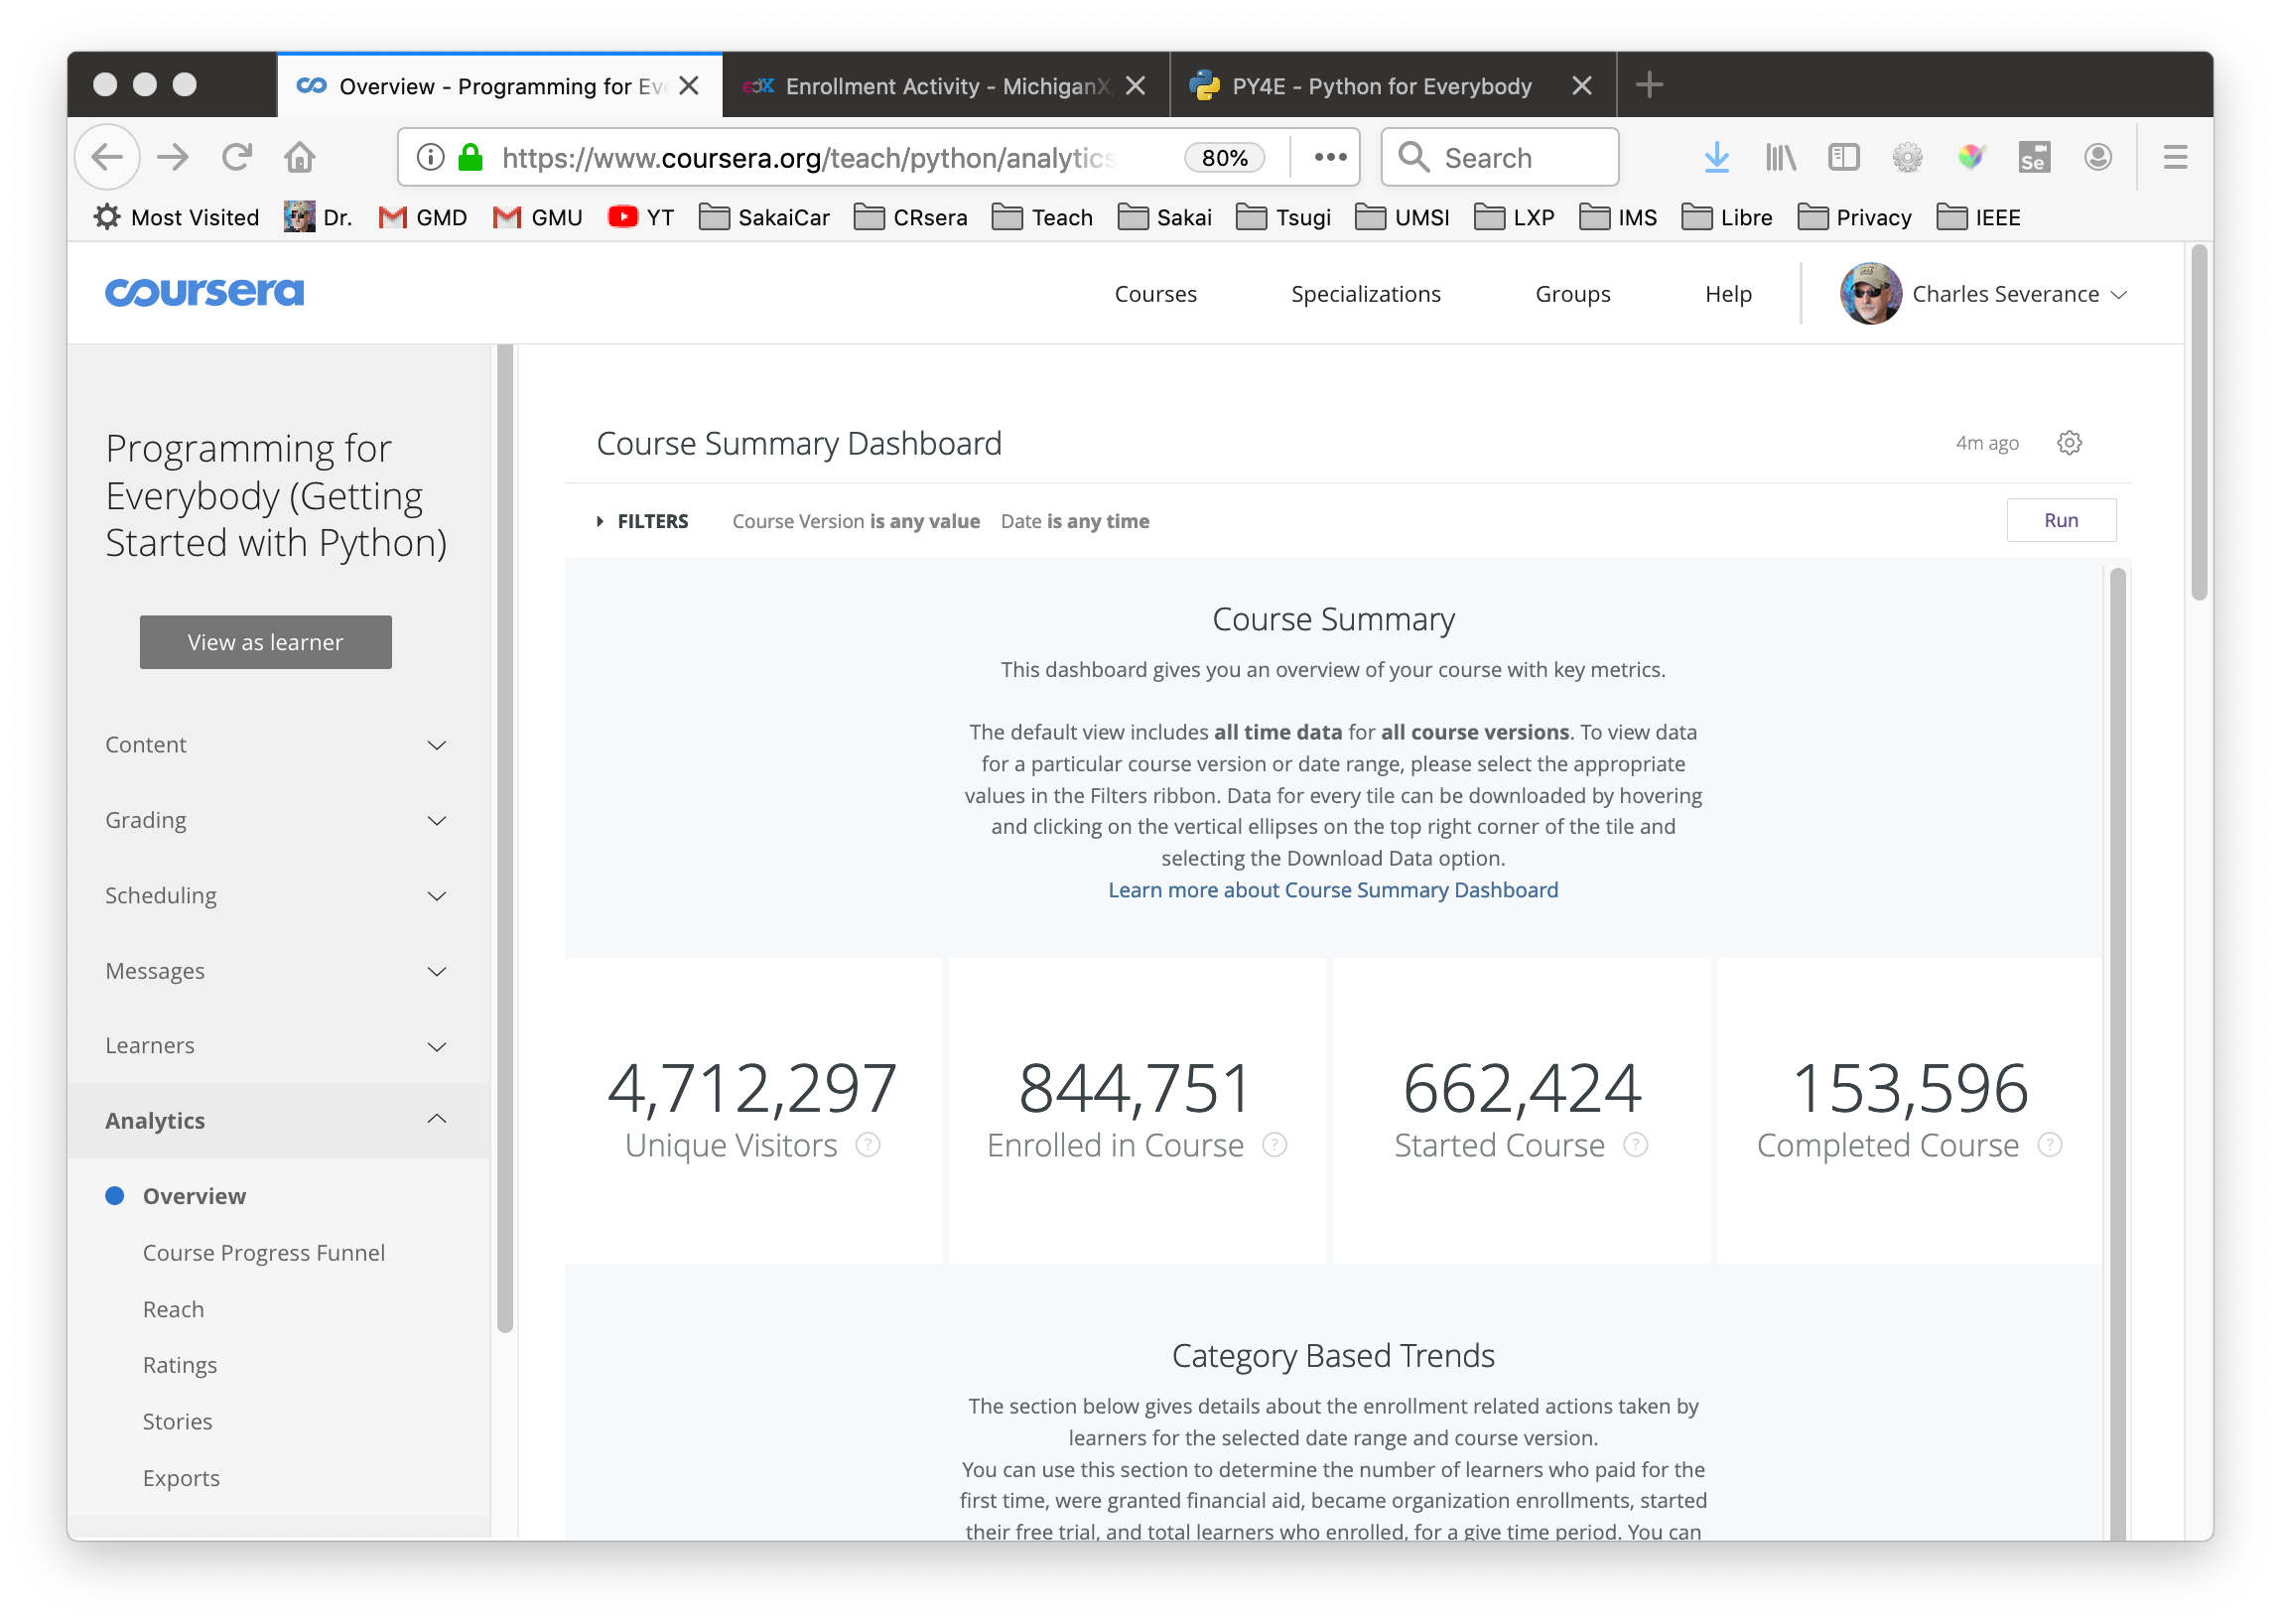 Overview - Programming for Eve
edX Enrollment Activity - MichiganX
PY4E - Python for Everybody
https://www.coursera.org/teach/python/analytics
80%
Search
Se
Most Visited
Dr.
GMD
GMU
YT
SakaiCar
CRsera
Teach
Sakai
Tsugi
UMSI
LXP
IMS
Libre
Privacy
IEEE
coursera
Courses
Specializations
Groups
Help
Charles Severance
Programming for
Everybody (Getting
Started with Python)
View as learner
Content
Grading
Scheduling
Messages
Learners
Analytics
Overview
Course Progress Funnel
Reach
Ratings
Stories
Exports
Course Summary Dashboard
4m ago
FILTERS Course Version is any value Date is any time
Run
Course Summary
This dashboard gives you an overview of your course with key metrics.
The default view includes all time data for all course versions. To view data
for a particular course version or date range, please select the appropriate
values in the Filters ribbon. Data for every tile can be downloaded by hovering
and clicking on the vertical ellipses on the top right corner of the tile and
selecting the Download Data option.
Learn more about Course Summary Dashboard
4,712,297
Unique Visitors ?
844,751
Enrolled in Course ?
662,424
Started Course ?
153,596
Completed Course ?
Category Based Trends
The section below gives details about the enrollment related actions taken by
learners for the selected date range and course version.
You can use this section to determine the number of learners who paid for the
first time, were granted financial aid, became organization enrollments, started
their free trial, and total learners who enrolled, for a give time period. You can